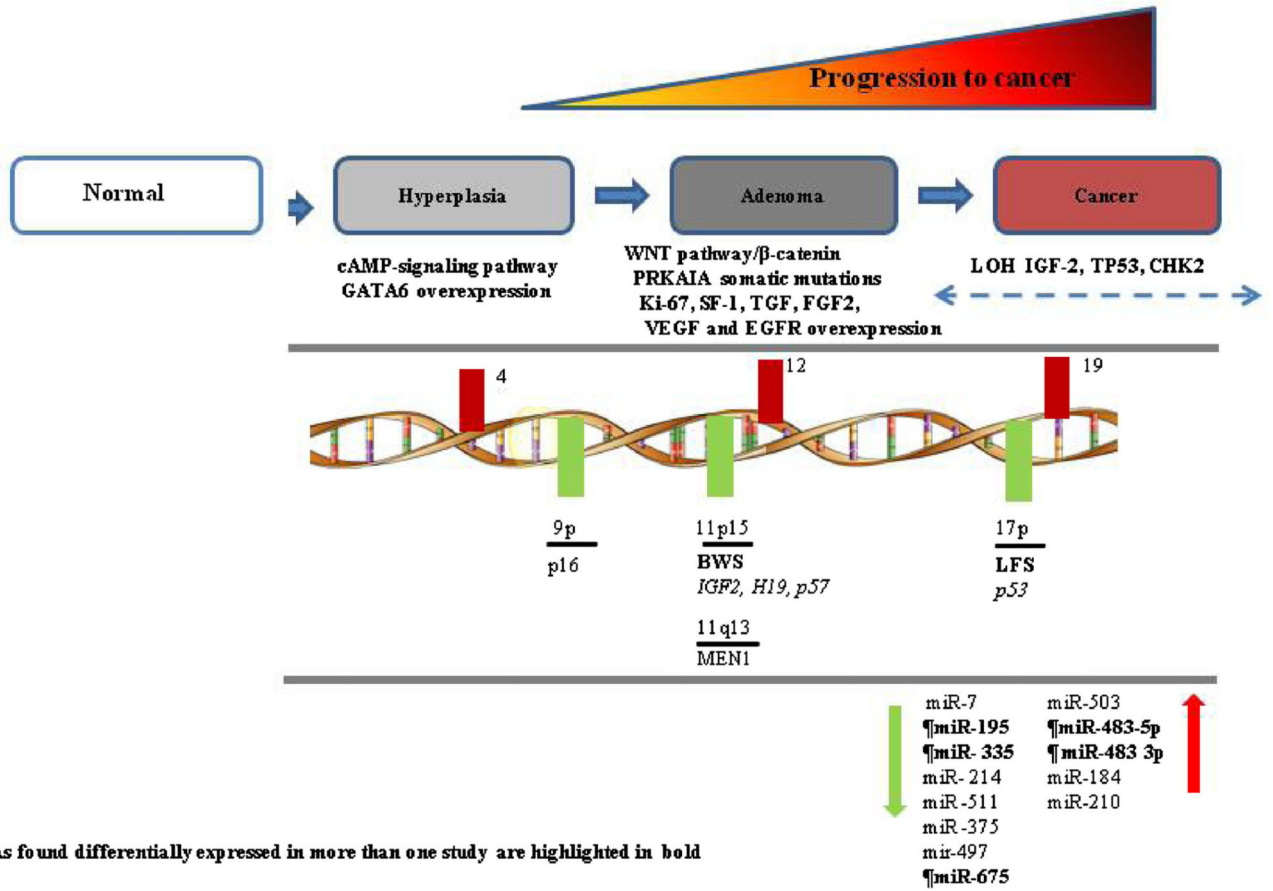 Progression to cancer
Normal
Hyperplasia
Adenoma
Cancer
cAMP-signaling pathway
GATA6 overexpression
WNT pathway/β-catenin
PRKAIA somatic mutations
Ki-67, SF-1, TGF, FGF2,
VEGF and EGFR overexpression
LOH IGF-2, TP53, CHK2
4
12
19
9p
p16
11p15
BWS
IGF2, H19, p57
11q13
MEN1
17p
LFS
p53
miR-7
¶miR-195
¶miR- 335
miR- 214
miR-511
miR-375
mir-497
¶miR-675
miR-503
¶miR-483-5p
¶miR-483 3p
miR-184
miR-210
As found differentially expressed in more than one study are highlighted in bold